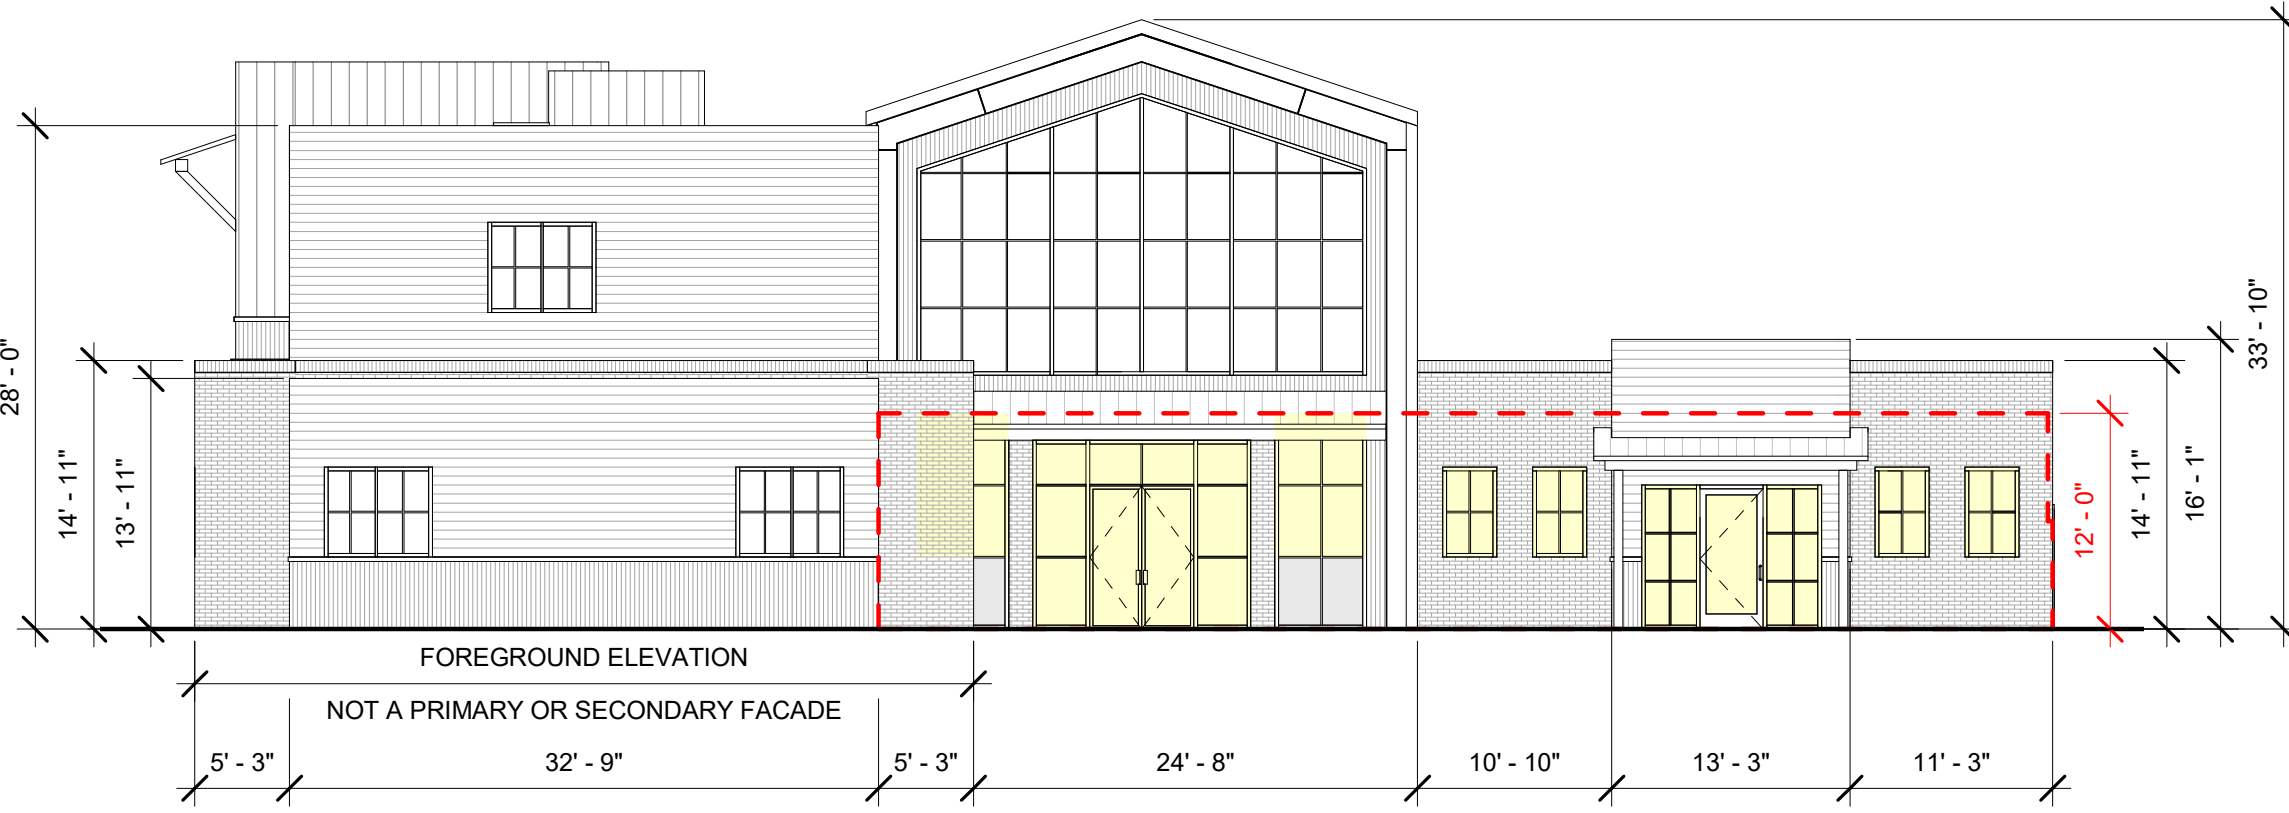 28' - 0"
14' - 11"
13' - 11"
33' - 10"
16' - 1"
14' - 11"
12' - 0"
FOREGROUND ELEVATION
NOT A PRIMARY OR SECONDARY FACADE
5' - 3" 32' - 9" 5' - 3" 24' - 8" 10' - 10" 13' - 3" 11' - 3"